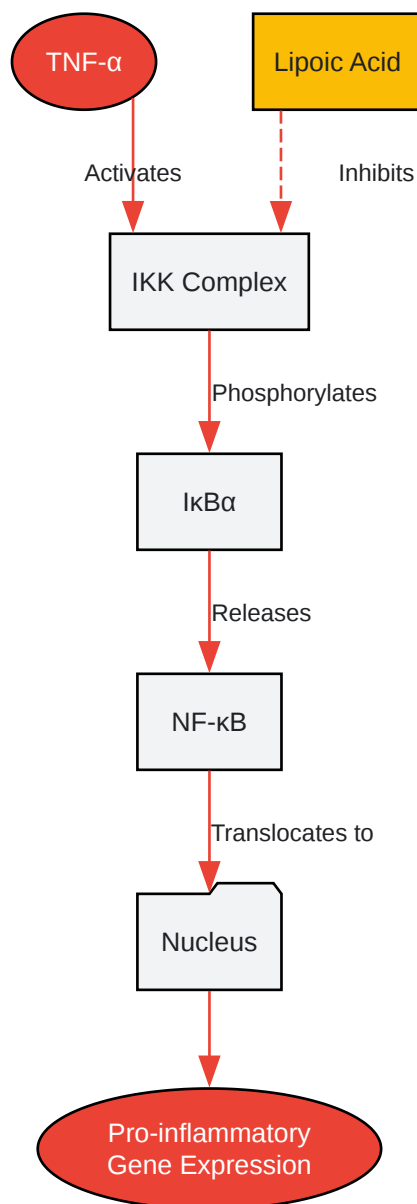 TNF-α
Lipoic Acid
Activates
Inhibits
IKK Complex
Phosphorylates
IκBα
Releases
NF-κB
Translocates to
Nucleus
Pro-inflammatory
Gene Expression